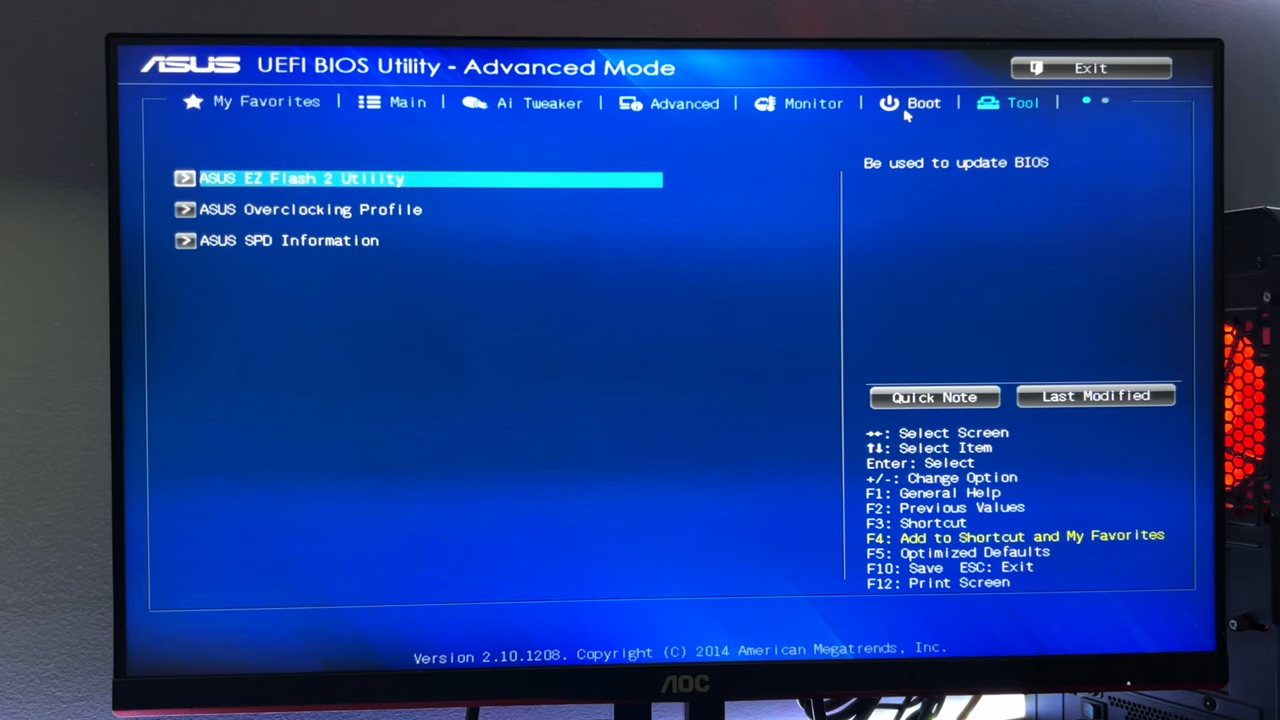 ASUS UEFI BIOS Utility - Advanced Mode
Exit
My Favorites | Main | Ai Tweaker | Advanced | Monitor | Boot | Tool |
ASUS EZ Flash 2 Utility
ASUS Overclocking Profile
ASUS SPD Information
Be used to update BIOS
Quick Note
Last Modified
→←: Select Screen
↑↓: Select Item
Enter: Select
+/-: Change Option
F1: General Help
F2: Previous Values
F3: Shortcut
F4: Add to Shortcut and My Favorites
F5: Optimized Defaults
F10: Save ESC: Exit
F12: Print Screen
Version 2.10.1208. Copyright (C) 2014 American Megatrends, Inc.
AOC